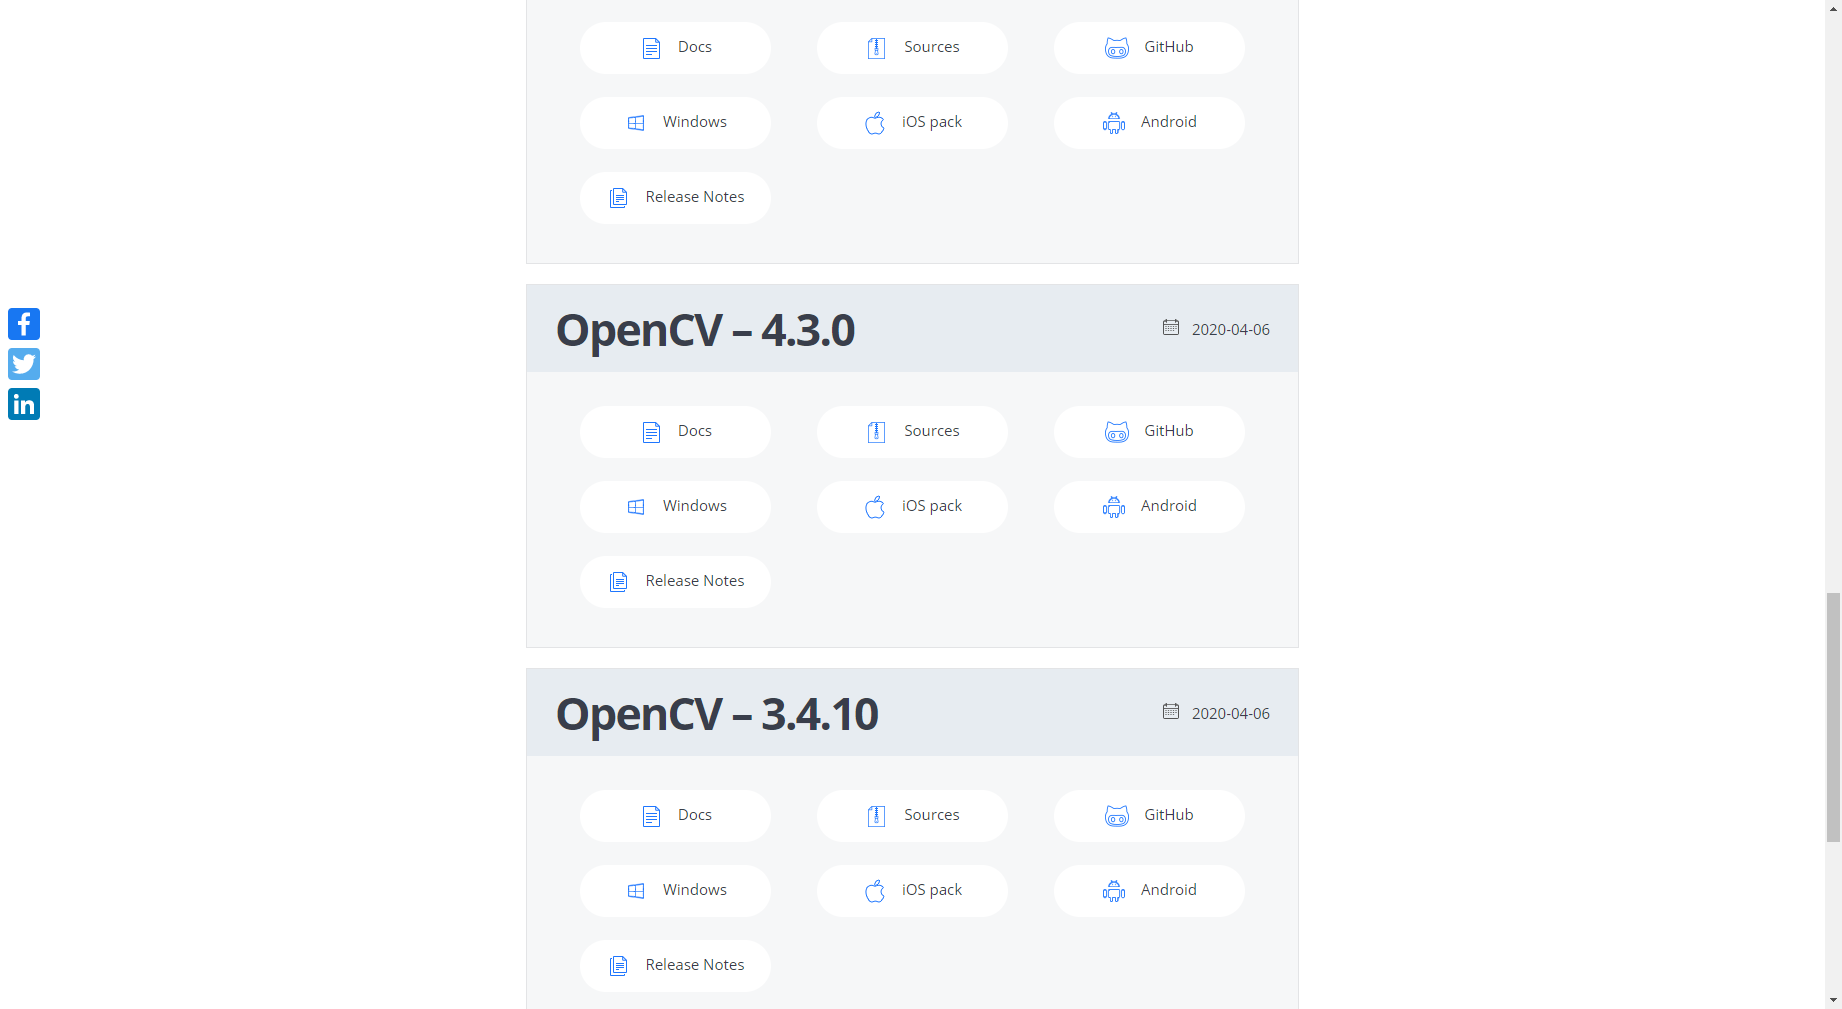 Docs Sources GitHub
Windows iOS pack Android
Release Notes
OpenCV – 4.3.0 2020-04-06
Docs Sources GitHub
Windows iOS pack Android
Release Notes
OpenCV – 3.4.10 2020-04-06
Docs Sources GitHub
Windows iOS pack Android
Release Notes